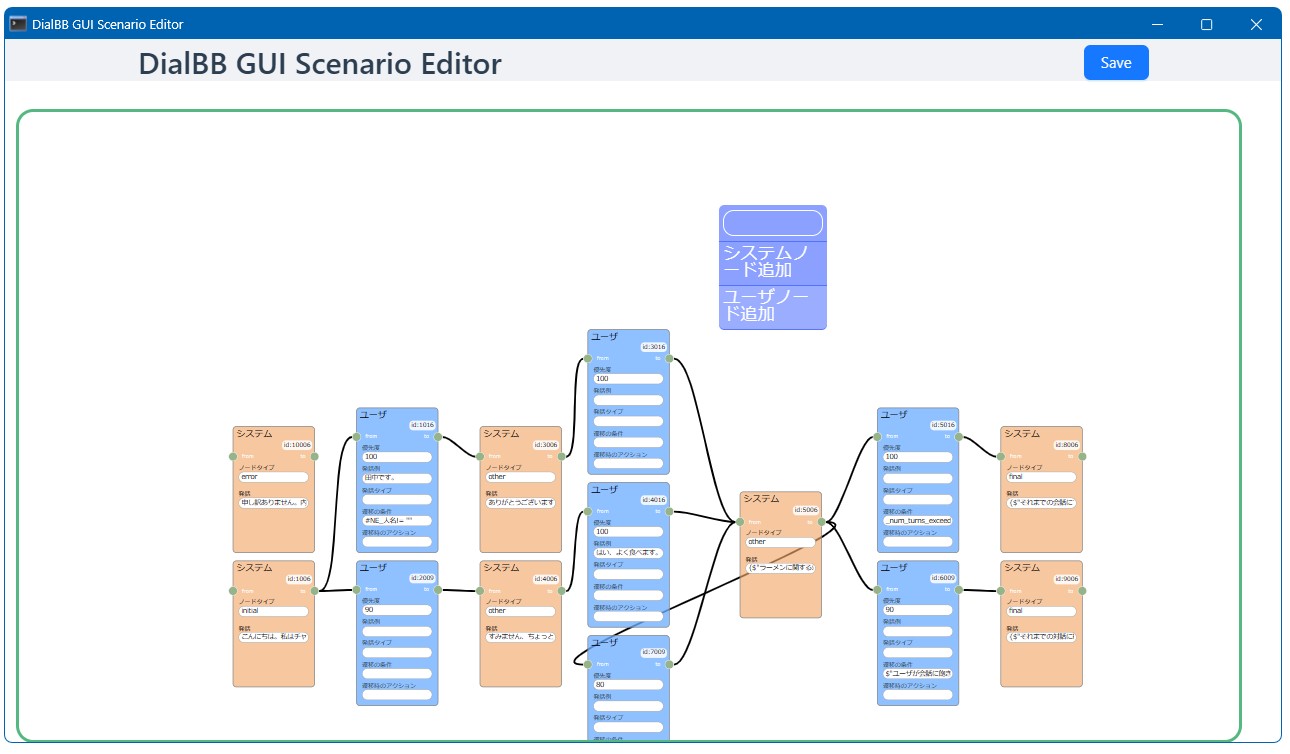 DialBB GUI Scenario Editor
DialBB GUI Scenario Editor
Save
システムノ
ード追加
ユーザノー
ド追加
ユーザ
id:3016
from
to
優先度
100
発話例
発話タイプ
遷移の条件
遷移時のアクション
システム
id:10006
from
to
ノードタイプ
error
発話
申し訳ありません、内
ユーザ
id:1016
from
to
優先度
100
発話例
田中です。
発話タイプ
遷移の条件
#NE_人名!= ""
遷移時のアクション
システム
id:3006
from
to
ノードタイプ
other
発話
ありがとうございます
ユーザ
id:4016
from
to
優先度
100
発話例
はい、よく食べます。
発話タイプ
遷移の条件
遷移時のアクション
システム
id:5006
from
to
ノードタイプ
other
発話
{$"ラーメンに関する
ユーザ
id:5016
from
to
優先度
100
発話例
発話タイプ
遷移の条件
_num_turns_exceed
遷移時のアクション
システム
id:8006
from
to
ノードタイプ
final
発話
{$"それまでの会話に
システム
id:1006
from
to
ノードタイプ
initial
発話
こんにちは。私はチャ
ユーザ
id:2009
from
to
優先度
90
発話例
発話タイプ
遷移の条件
遷移時のアクション
システム
id:4006
from
to
ノードタイプ
other
発話
すみません、ちょっと
ユーザ
id:7009
from
to
優先度
80
発話例
発話タイプ
遷移の条件
ユーザ
id:6009
from
to
優先度
90
発話例
発話タイプ
遷移の条件
$"ユーザが会話に飽き
遷移時のアクション
システム
id:9006
from
to
ノードタイプ
final
発話
{$"それまでの対話に